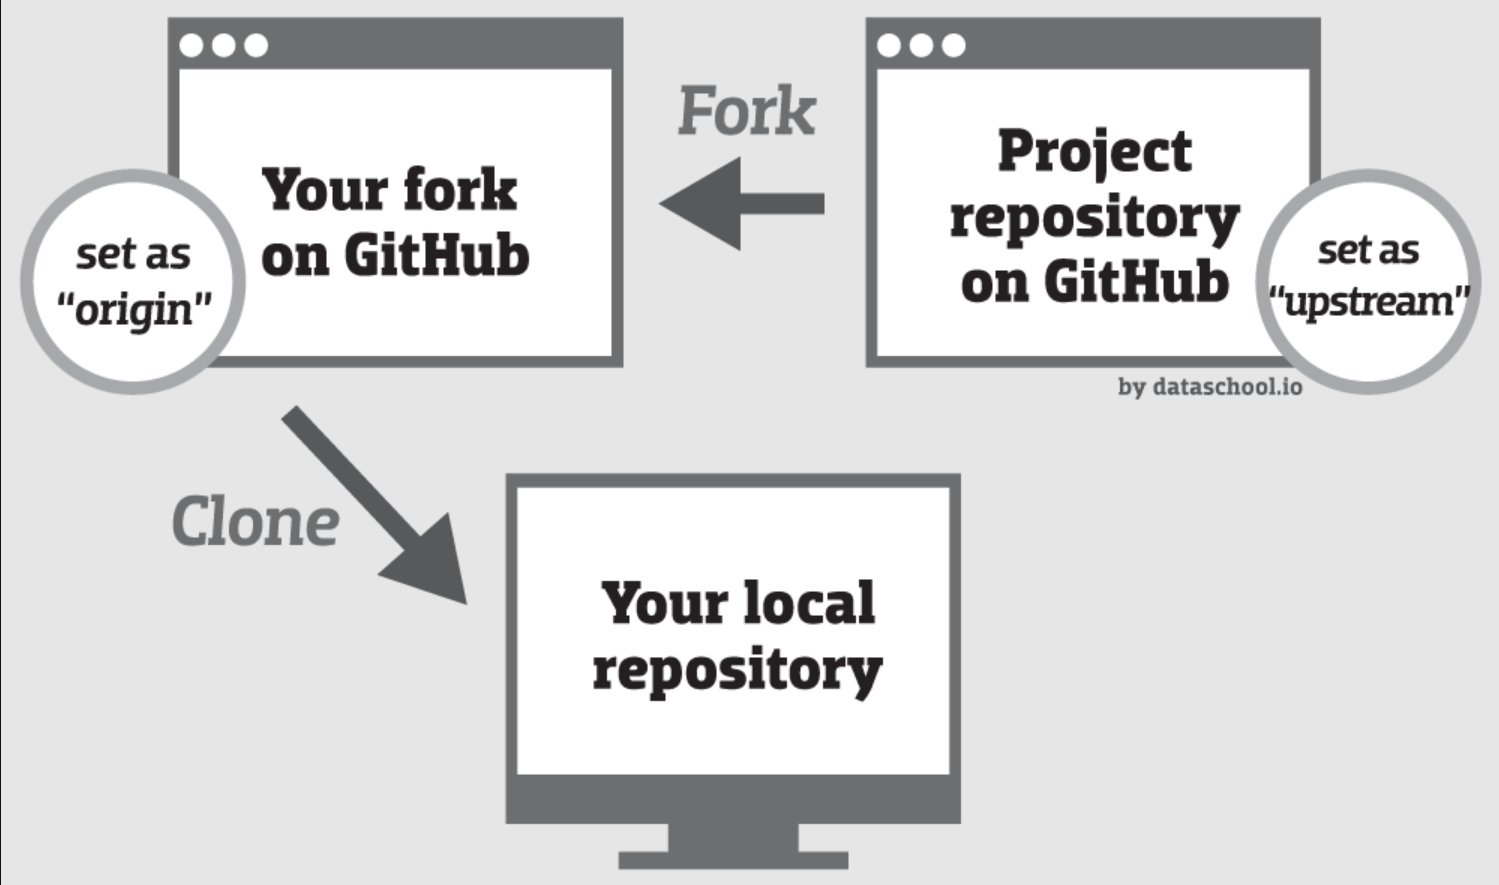 Your fork
on GitHub
set as
“origin”
Fork
Project
repository
on GitHub
set as
“upstream”
by dataschool.io
Clone
Your local
repository